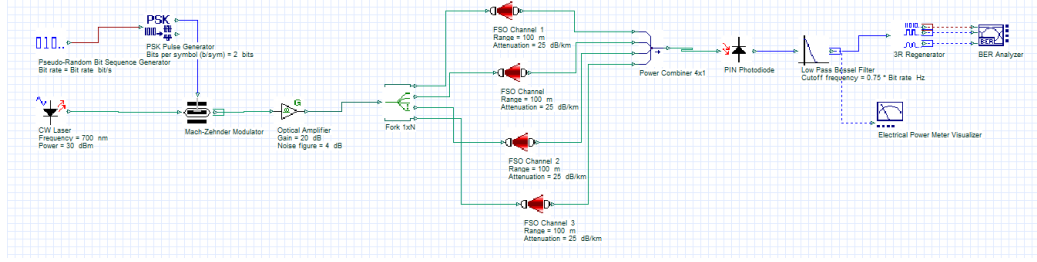 PSK
PSK Pulse Generator
Bits per symbol (b/sym) = 2 bits
Pseudo-Random Bit Sequence Generator
Bit rate = Bit rate bit/s
CW Laser
Frequency = 700 nm
Power = 30 dBm
Mach-Zehnder Modulator
G
Optical Amplifier
Gain = 20 dB
Noise figure = 4 dB
Fork 1xN
FSO Channel 1
Range = 100 m
Attenuation = 25 dB/km
FSO Channel
Range = 100 m
Attenuation = 25 dB/km
FSO Channel 2
Range = 100 m
Attenuation = 25 dB/km
FSO Channel 3
Range = 100 m
Attenuation = 25 dB/km
Power Combiner 4x1
PIN Photodiode
Low Pass Bessel Filter
Cutoff frequency = 0.75 * Bit rate Hz
3R Regenerator
BER
BER Analyzer
Electrical Power Meter Visualizer